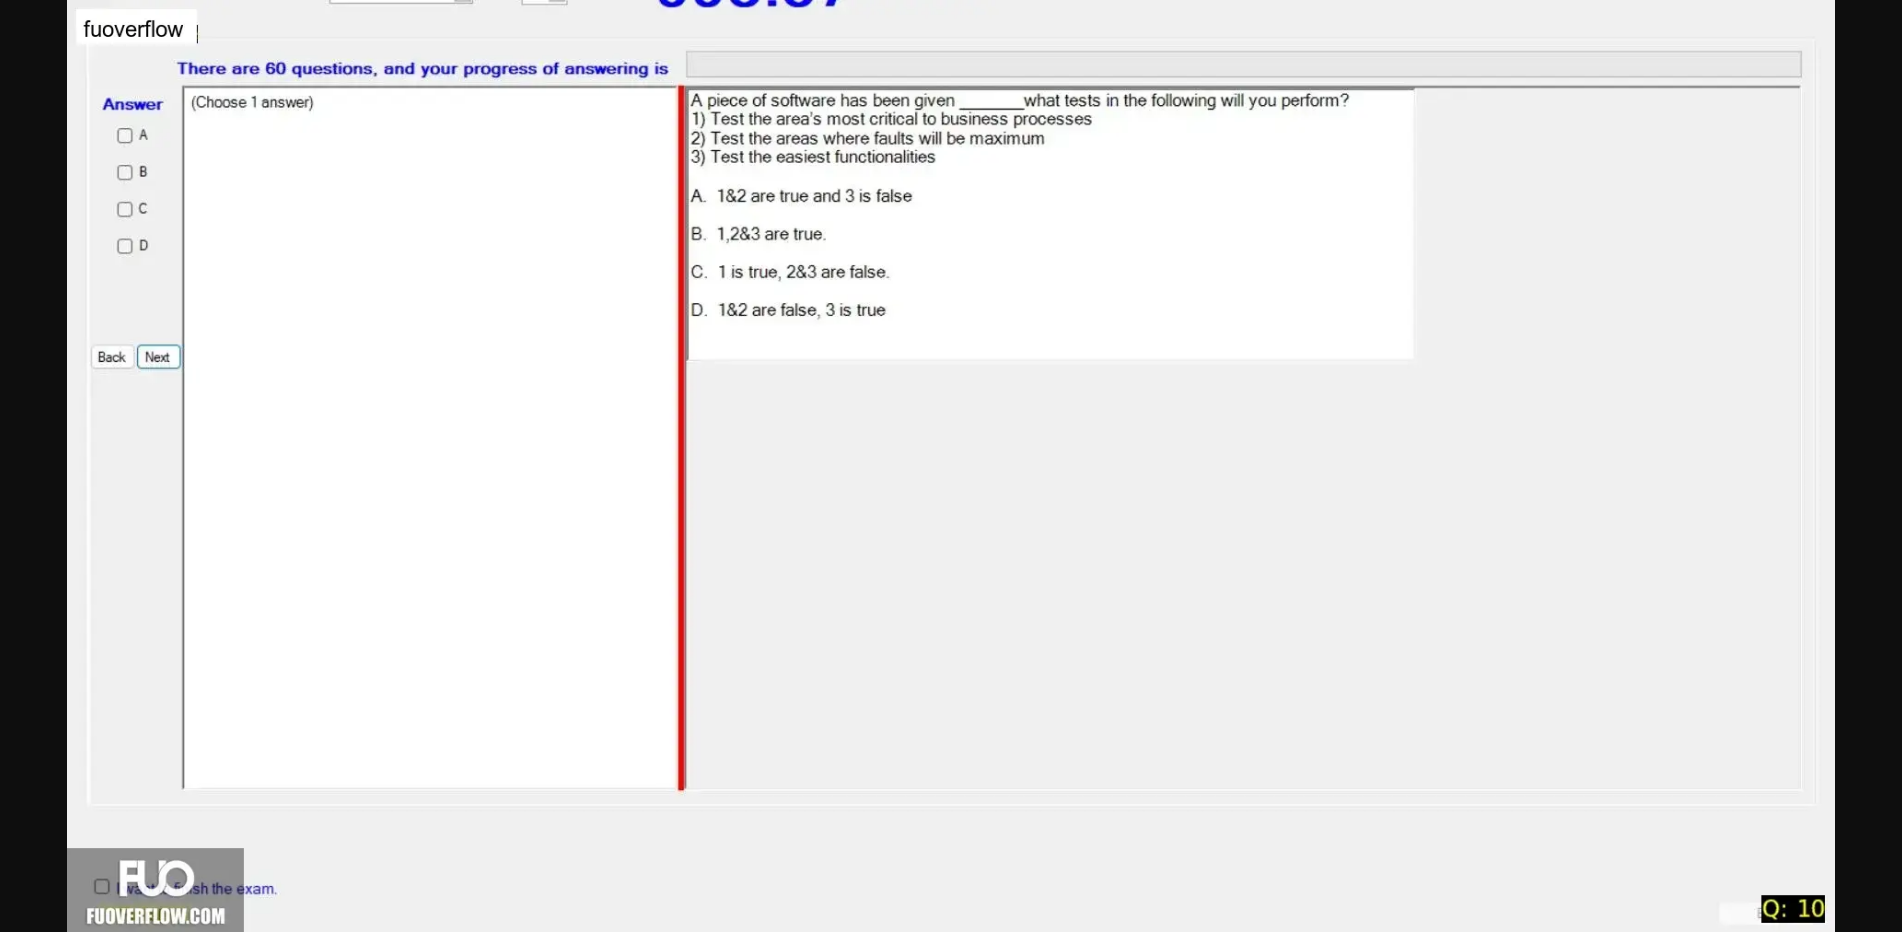 fuoverflow
There are 60 questions, and your progress of answering is
Answer
A
B
C
D
Back Next
(Choose 1 answer)
A piece of software has been given _______what tests in the following will you perform?
1) Test the area's most critical to business processes
2) Test the areas where faults will be maximum
3) Test the easiest functionalities
A. 1&2 are true and 3 is false
B. 1,2&3 are true.
C. 1 is true, 2&3 are false.
D. 1&2 are false, 3 is true
FUO
the exam.
FUOVERFLOW.COM
Q: 10